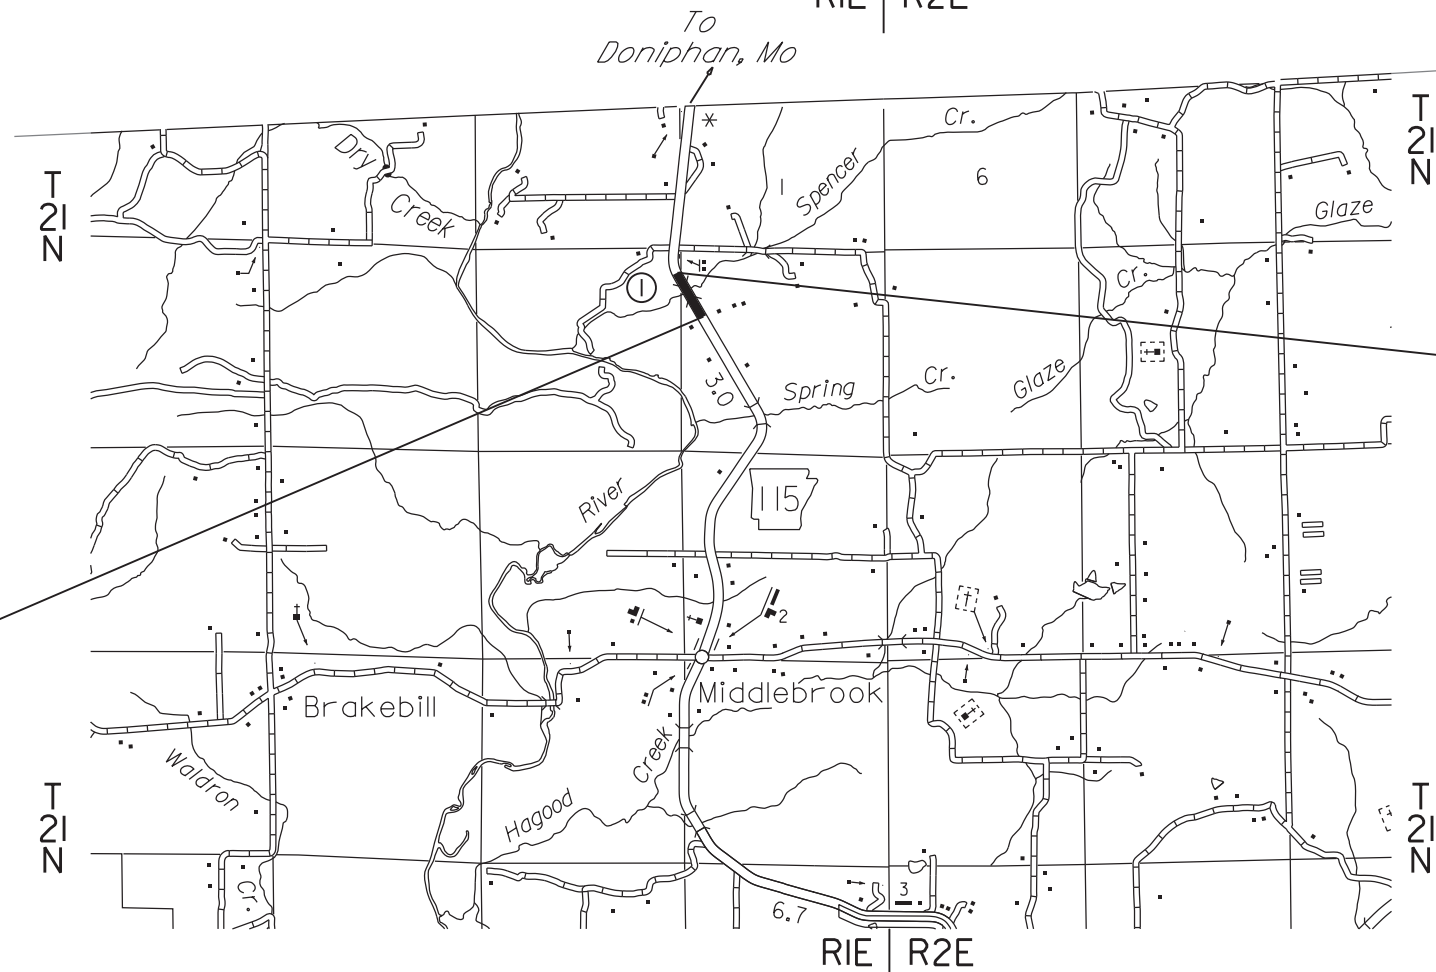 R1E R2E
To
Doniphan, Mo
T
21
N
T
21
N
Dry
Creek
Spencer
Cr.
1
6
Glaze
*
1
Cr.
Glaze
3.0
Spring
Cr.
River
115
2
Brakebill
Middlebrook
Waldron
Cr.
Hagood
Creek
T
21
N
T
21
N
3
6.7
R1E R2E